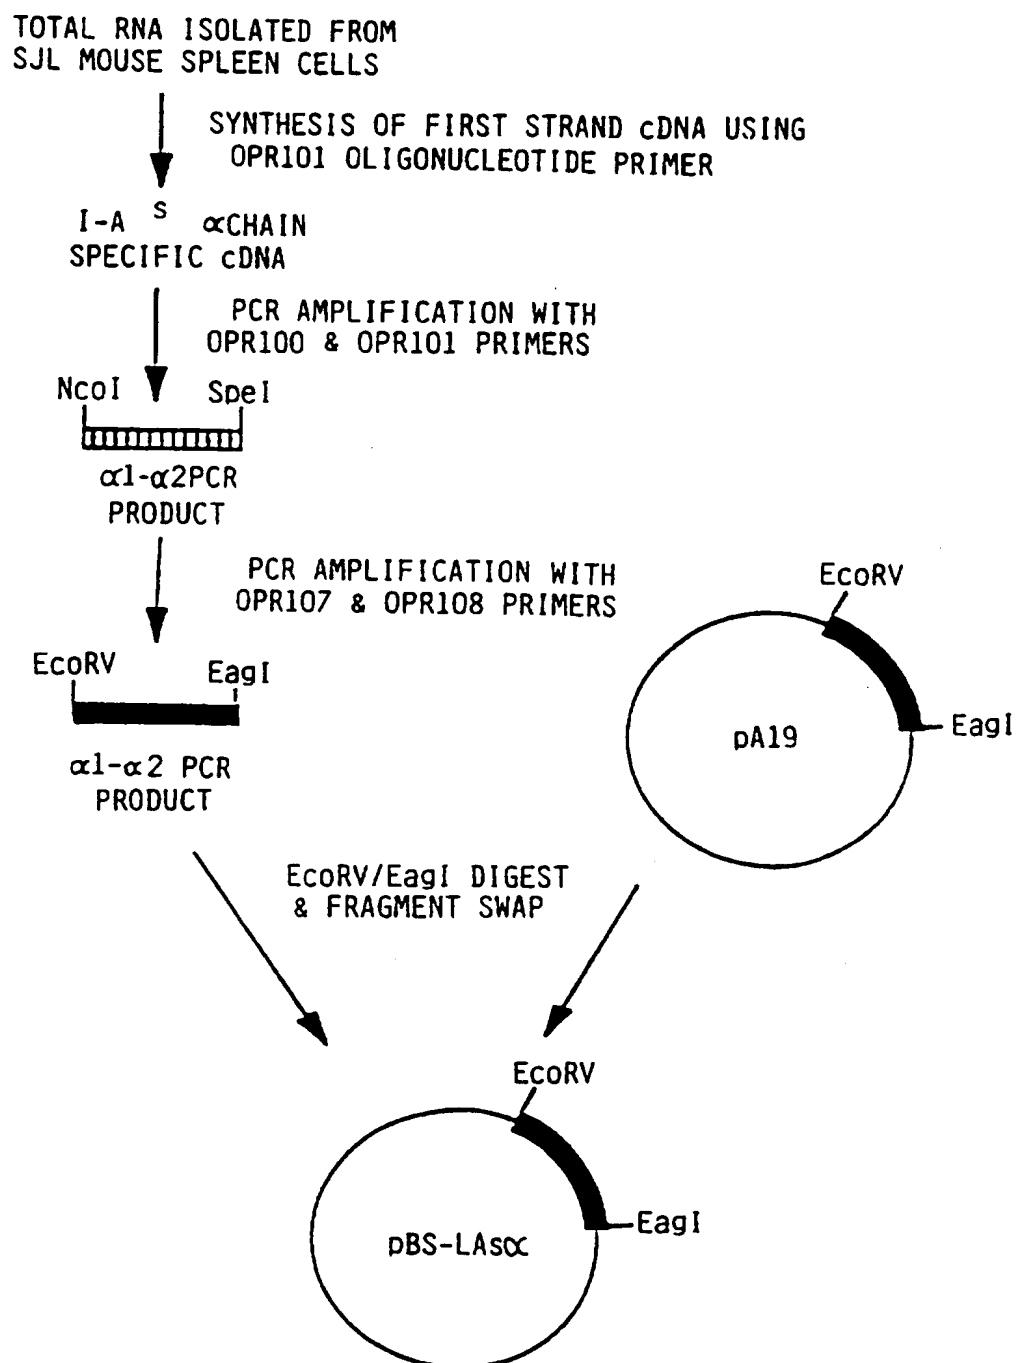 TOTAL RNA ISOLATED FROM
SJL MOUSE SPLEEN CELLS
SYNTHESIS OF FIRST STRAND cDNA USING
OPR101 OLIGONUCLEOTIDE PRIMER
I-A S αCHAIN
SPECIFIC cDNA
PCR AMPLIFICATION WITH
OPR100 & OPR101 PRIMERS
NcoI SpeI
α1-α2PCR
PRODUCT
PCR AMPLIFICATION WITH
OPR107 & OPR108 PRIMERS
EcoRV EagI
α1-α2 PCR
PRODUCT
EcoRV
EagI
pA19
EcoRV/EagI DIGEST
& FRAGMENT SWAP
EcoRV
EagI
pBS-LAsα